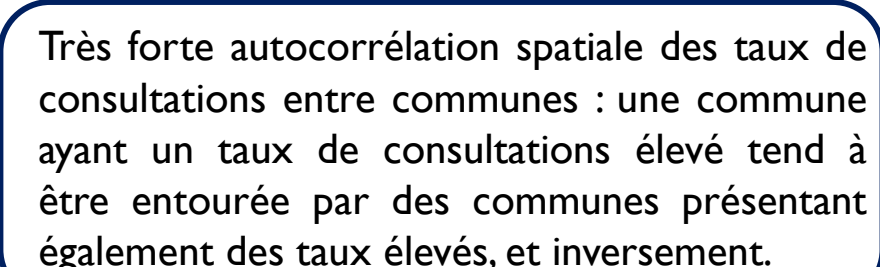 Très forte autocorrélation spatiale des taux de
consultations entre communes : une commune
ayant un taux de consultations élevé tend à
être entourée par des communes présentant
également des taux élevés, et inversement.